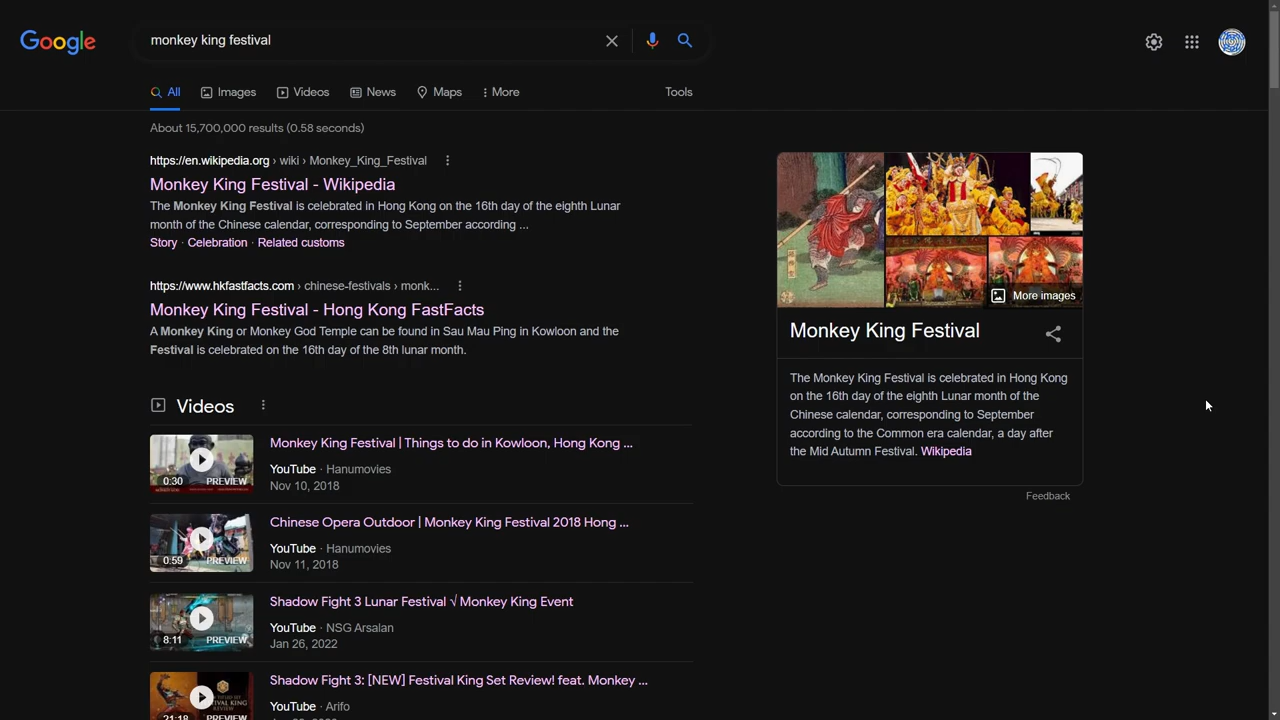 Google
monkey king festival
All
Images
Videos
News
Maps
More
Tools
About 15,700,000 results (0.58 seconds)
https://en.wikipedia.org › wiki › Monkey_King_Festival
Monkey King Festival - Wikipedia
The Monkey King Festival is celebrated in Hong Kong on the 16th day of the eighth Lunar
month of the Chinese calendar, corresponding to September according ...
Story · Celebration · Related customs
https://www.hkfastfacts.com › chinese-festivals › monk...
Monkey King Festival - Hong Kong FastFacts
A Monkey King or Monkey God Temple can be found in Sau Mau Ping in Kowloon and the
Festival is celebrated on the 16th day of the 8th lunar month.
Videos
Monkey King Festival | Things to do in Kowloon, Hong Kong ...
YouTube · Hanumovies
Nov 10, 2018
0:30 PREVIEW
Chinese Opera Outdoor | Monkey King Festival 2018 Hong ...
YouTube · Hanumovies
Nov 11, 2018
0:59 PREVIEW
Shadow Fight 3 Lunar Festival √ Monkey King Event
YouTube · NSG Arsalan
Jan 26, 2022
8:11 PREVIEW
Shadow Fight 3: [NEW] Festival King Set Review! feat. Monkey ...
YouTube · Arifo
21:18 PREVIEW
More images
Monkey King Festival
The Monkey King Festival is celebrated in Hong Kong
on the 16th day of the eighth Lunar month of the
Chinese calendar, corresponding to September
according to the Common era calendar, a day after
the Mid Autumn Festival. Wikipedia
Feedback